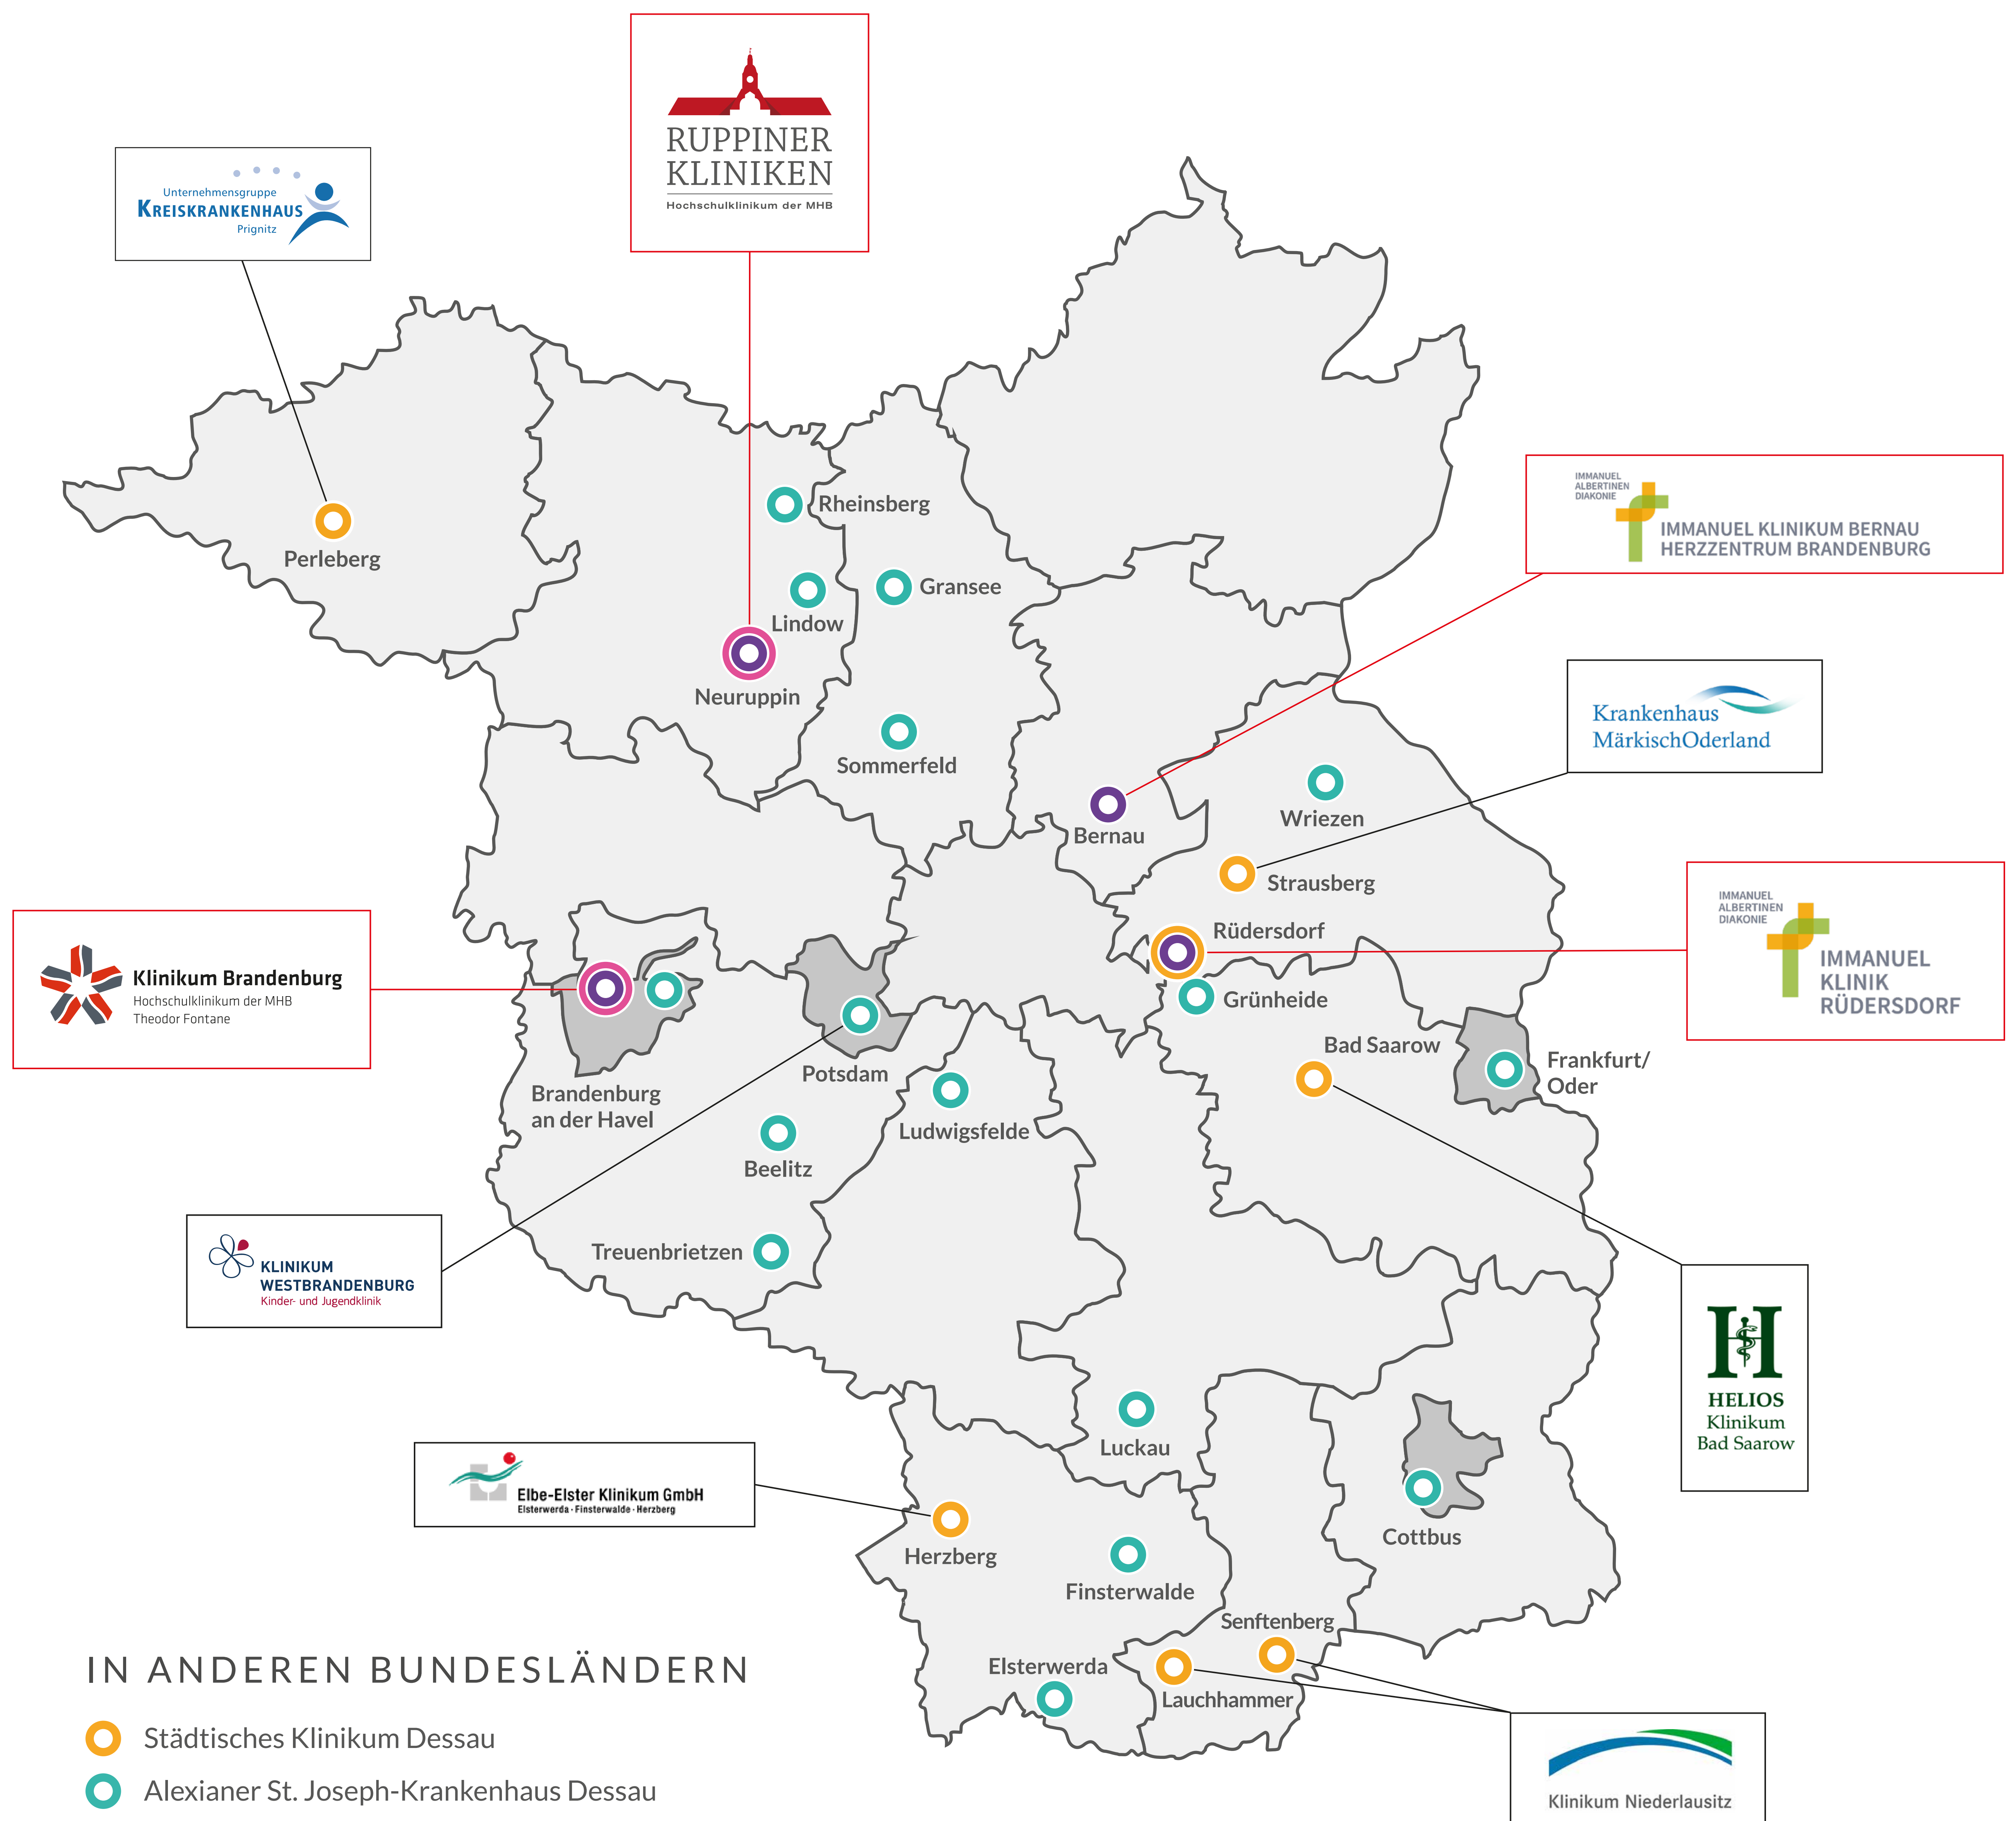 RUPPINER
KLINIKEN
Hochschulklinikum der MHB
Unternehmensgruppe
KREISKRANKENHAUS
Prignitz
IMMANUEL
ALBERTINEN
DIAKONIE
IMMANUEL KLINIKUM BERNAU
HERZZENTRUM BRANDENBURG
Rheinsberg
Perleberg
Gransee
Lindow
Neuruppin
Krankenhaus
MärkischOderland
Sommerfeld
Wriezen
Bernau
Strausberg
IMMANUEL
ALBERTINEN
DIAKONIE
IMMANUEL
KLINIK
RÜDERSDORF
Rüdersdorf
Klinikum Brandenburg
Hochschulklinikum der MHB
Theodor Fontane
Grünheide
Bad Saarow
Frankfurt/
Oder
Potsdam
Brandenburg
an der Havel
Ludwigsfelde
Beelitz
Treuenbrietzen
KLINIKUM
WESTBRANDENBURG
Kinder- und Jugendklinik
H
HELIOS
Klinikum
Bad Saarow
Luckau
Elbe-Elster Klinikum GmbH
Elsterwerda · Finsterwalde · Herzberg
Cottbus
Herzberg
Finsterwalde
Senftenberg
Elsterwerda
Lauchhammer
IN ANDEREN BUNDESLÄNDERN
Städtisches Klinikum Dessau
Alexianer St. Joseph-Krankenhaus Dessau
Klinikum Niederlausitz